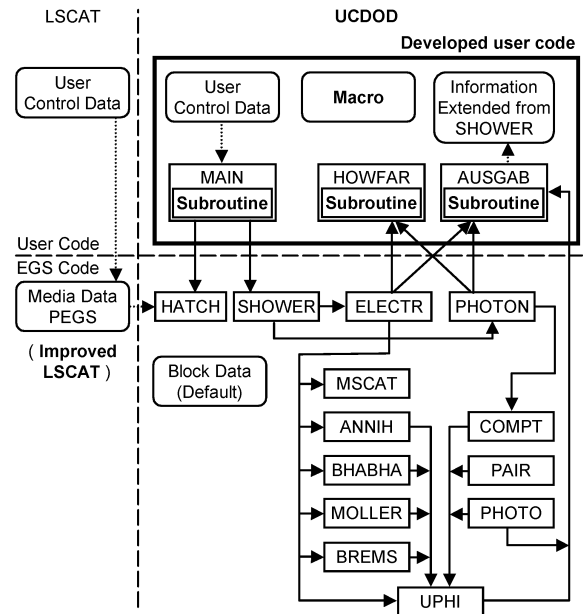 LSCAT
UCDOD
Developed user code
User
Control Data
User
Control Data
Macro
Information
Extended from
SHOWER
MAIN
Subroutine
HOWFAR
Subroutine
AUSGAB
Subroutine
User Code
EGS Code
Media Data
PEGS
( Improved
LSCAT )
HATCH
SHOWER
ELECTR
PHOTON
Block Data
(Default)
MSCAT
ANNIH
BHABHA
MOLLER
BREMS
COMPT
PAIR
PHOTO
UPHI